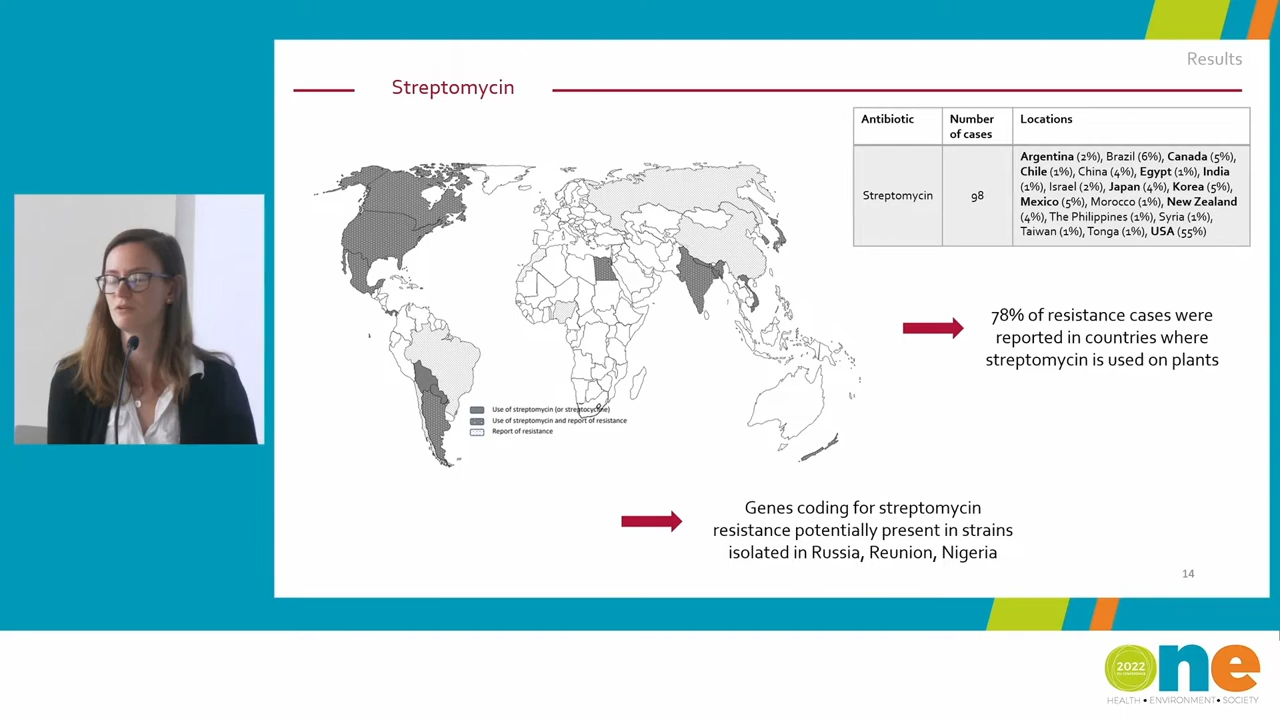 Results
Streptomycin
Antibiotic
Number
of cases
Locations
Streptomycin
98
Argentina (2%), Brazil (6%), Canada (5%),
Chile (1%), China (4%), Egypt (1%), India
(1%), Israel (2%), Japan (4%), Korea (5%),
Mexico (5%), Morocco (1%), New Zealand
(4%), The Philippines (1%), Syria (1%),
Taiwan (1%), Tonga (1%), USA (55%)
78% of resistance cases were
reported in countries where
streptomycin is used on plants
Use of streptomycin (or streptocycline)
Use of streptomycin and report of resistance
Report of resistance
Genes coding for streptomycin
resistance potentially present in strains
isolated in Russia, Reunion, Nigeria
14
2022
one
HEALTH • ENVIRONMENT • SOCIETY